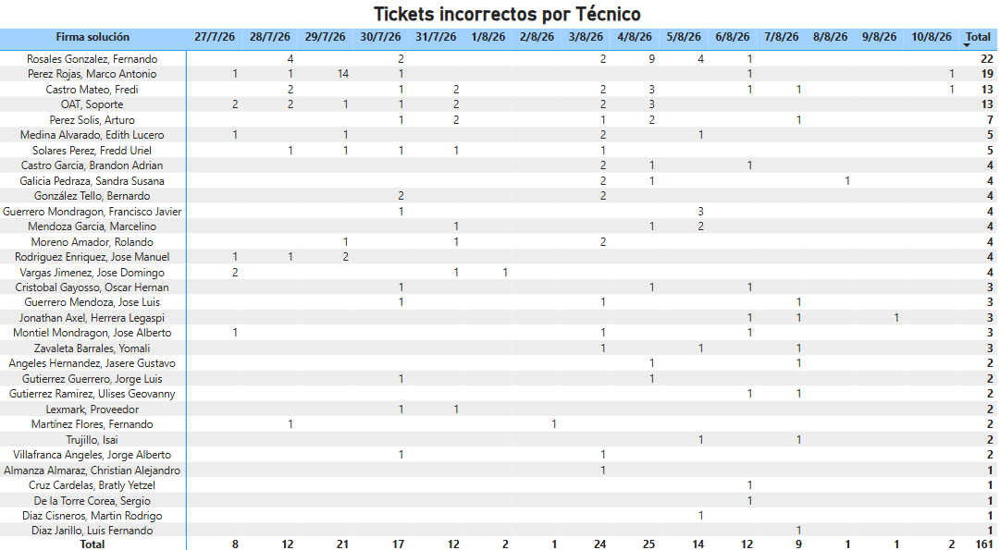 Tickets incorrectos por Técnico
Firma solución 27/7/26 28/7/26 29/7/26 30/7/26 31/7/26 1/8/26 2/8/26 3/8/26 4/8/26 5/8/26 6/8/26 7/8/26 8/8/26 9/8/26 10/8/26 Total
Rosales Gonzalez, Fernando 4 2 2 9 4 1 22
Perez Rojas, Marco Antonio 1 1 14 1 1 1 19
Castro Mateo, Fredi 2 1 2 2 3 1 1 1 13
OAT, Soporte 2 2 1 1 2 2 3 13
Perez Solis, Arturo 1 2 1 2 1 7
Medina Alvarado, Edith Lucero 1 1 2 1 5
Solares Perez, Fredd Uriel 1 1 1 1 1 5
Castro Garcia, Brandon Adrian 2 1 1 4
Galicia Pedraza, Sandra Susana 2 1 1 4
González Tello, Bernardo 2 2 4
Guerrero Mondragon, Francisco Javier 1 3 4
Mendoza Garcia, Marcelino 1 1 2 4
Moreno Amador, Rolando 1 1 2 4
Rodriguez Enriquez, Jose Manuel 1 1 2 4
Vargas Jimenez, Jose Domingo 2 1 1 4
Cristobal Gayosso, Oscar Hernan 1 1 1 3
Guerrero Mendoza, Jose Luis 1 1 1 3
Jonathan Axel, Herrera Legaspi 1 1 1 3
Montiel Mondragon, Jose Alberto 1 1 1 3
Zavaleta Barrales, Yomali 1 1 1 3
Angeles Hernandez, Jasere Gustavo 1 1 2
Gutierrez Guerrero, Jorge Luis 1 1 2
Gutierrez Ramirez, Ulises Geovanny 1 1 2
Lexmark, Proveedor 1 1 2
Martínez Flores, Fernando 1 1 2
Trujillo, Isai 1 1 2
Villafranca Angeles, Jorge Alberto 1 1 2
Almanza Almaraz, Christian Alejandro 1 1
Cruz Cardelas, Bratly Yetzel 1 1
De la Torre Corea, Sergio 1 1
Diaz Cisneros, Martin Rodrigo 1 1
Diaz Jarillo, Luis Fernando 1 1
Total 8 12 21 17 12 2 1 24 25 14 12 9 1 1 2 161